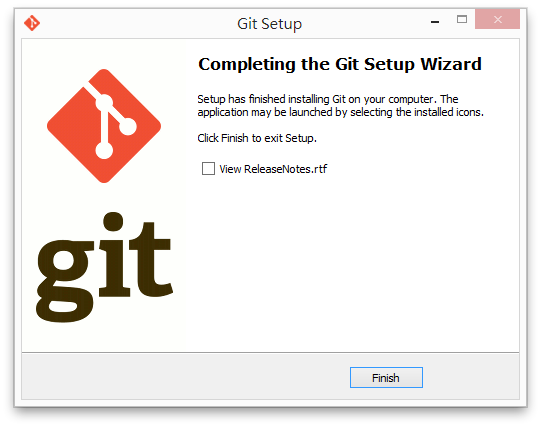 Git Setup
Completing the Git Setup Wizard
Setup has finished installing Git on your computer. The
application may be launched by selecting the installed icons.
Click Finish to exit Setup.
View ReleaseNotes.rtf
git
Finish